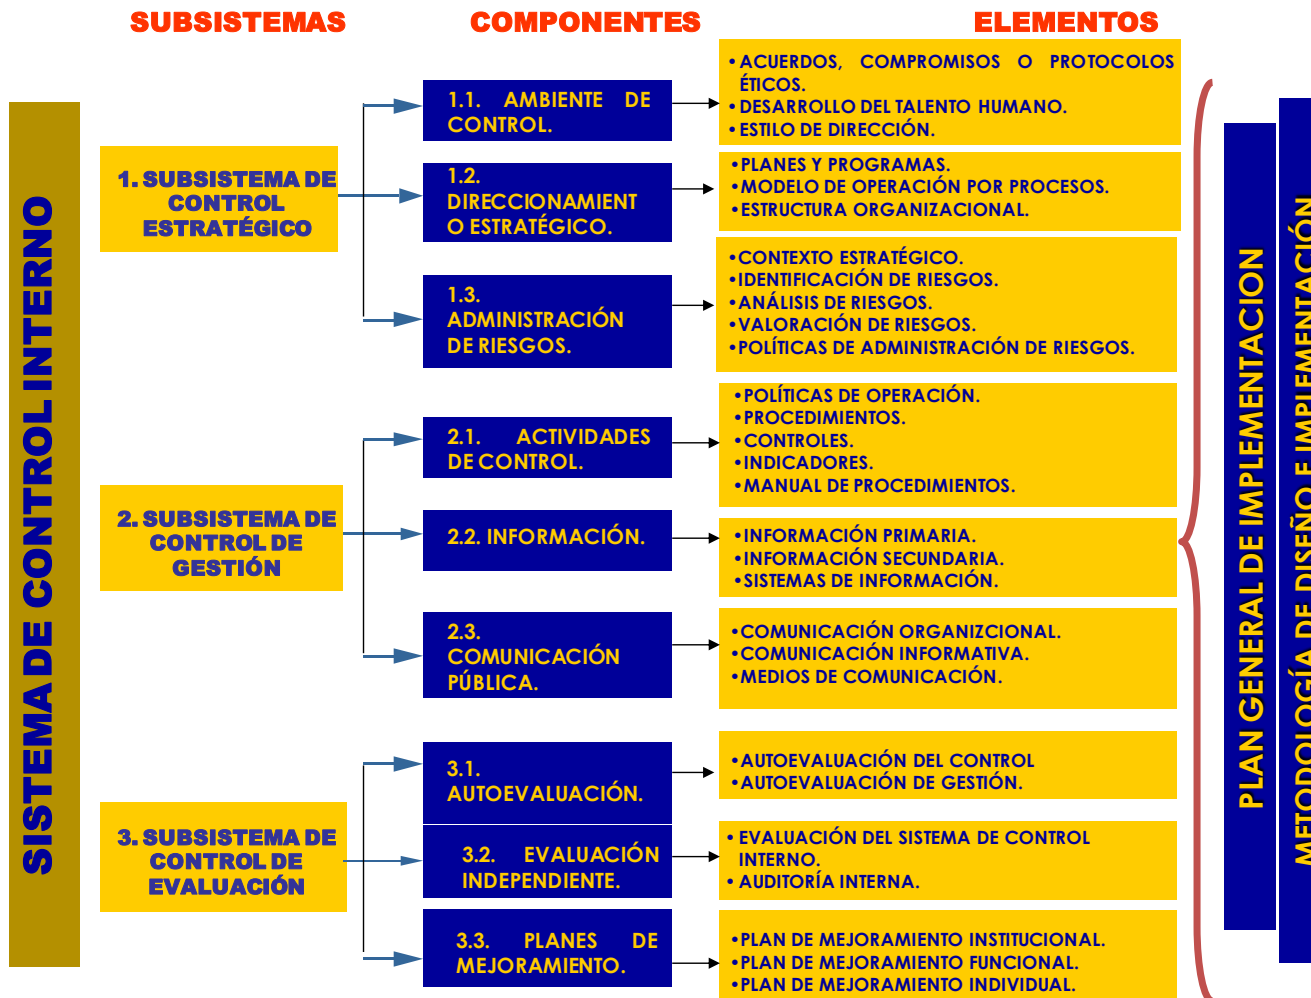 SUBSISTEMAS
COMPONENTES
ELEMENTOS
SISTEMA DE CONTROL INTERNO
1. SUBSISTEMA DE
CONTROL
ESTRATÉGICO
1.1. AMBIENTE DE
CONTROL.
• ACUERDOS, COMPROMISOS O PROTOCOLOS
ÉTICOS.
• DESARROLLO DEL TALENTO HUMANO.
• ESTILO DE DIRECCIÓN.
1.2.
DIRECCIONAMIENT
O ESTRATÉGICO.
• PLANES Y PROGRAMAS.
• MODELO DE OPERACIÓN POR PROCESOS.
• ESTRUCTURA ORGANIZACIONAL.
1.3.
ADMINISTRACIÓN
DE RIESGOS.
• CONTEXTO ESTRATÉGICO.
• IDENTIFICACIÓN DE RIESGOS.
• ANÁLISIS DE RIESGOS.
• VALORACIÓN DE RIESGOS.
• POLÍTICAS DE ADMINISTRACIÓN DE RIESGOS.
2. SUBSISTEMA DE
CONTROL DE
GESTIÓN
2.1. ACTIVIDADES
DE CONTROL.
• POLÍTICAS DE OPERACIÓN.
• PROCEDIMIENTOS.
• CONTROLES.
• INDICADORES.
• MANUAL DE PROCEDIMIENTOS.
2.2. INFORMACIÓN.
• INFORMACIÓN PRIMARIA.
• INFORMACIÓN SECUNDARIA.
• SISTEMAS DE INFORMACIÓN.
2.3.
COMUNICACIÓN
PÚBLICA.
• COMUNICACIÓN ORGANIZCIONAL.
• COMUNICACIÓN INFORMATIVA.
• MEDIOS DE COMUNICACIÓN.
3. SUBSISTEMA DE
CONTROL DE
EVALUACIÓN
3.1.
AUTOEVALUACIÓN.
• AUTOEVALUACIÓN DEL CONTROL
• AUTOEVALUACIÓN DE GESTIÓN.
3.2. EVALUACIÓN
INDEPENDIENTE.
• EVALUACIÓN DEL SISTEMA DE CONTROL
INTERNO.
• AUDITORÍA INTERNA.
3.3. PLANES DE
MEJORAMIENTO.
• PLAN DE MEJORAMIENTO INSTITUCIONAL.
• PLAN DE MEJORAMIENTO FUNCIONAL.
• PLAN DE MEJORAMIENTO INDIVIDUAL.
PLAN GENERAL DE IMPLEMENTACION
METODOLOGÍA DE DISEÑO E IMPLEMENTACIÓN